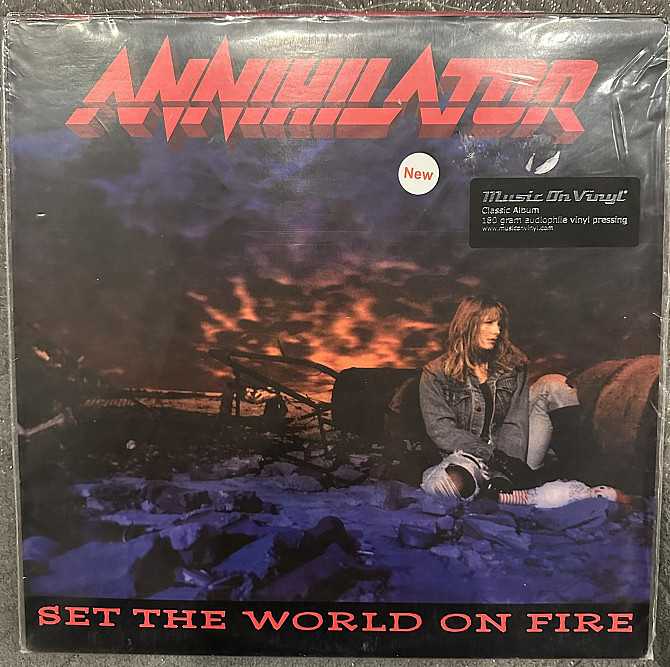 ANNIHILATOR
New
Music On Vinyl
Classic Album
180 gram audiophile vinyl pressing
www.musiconvinyl.com
SET THE WORLD ON FIRE